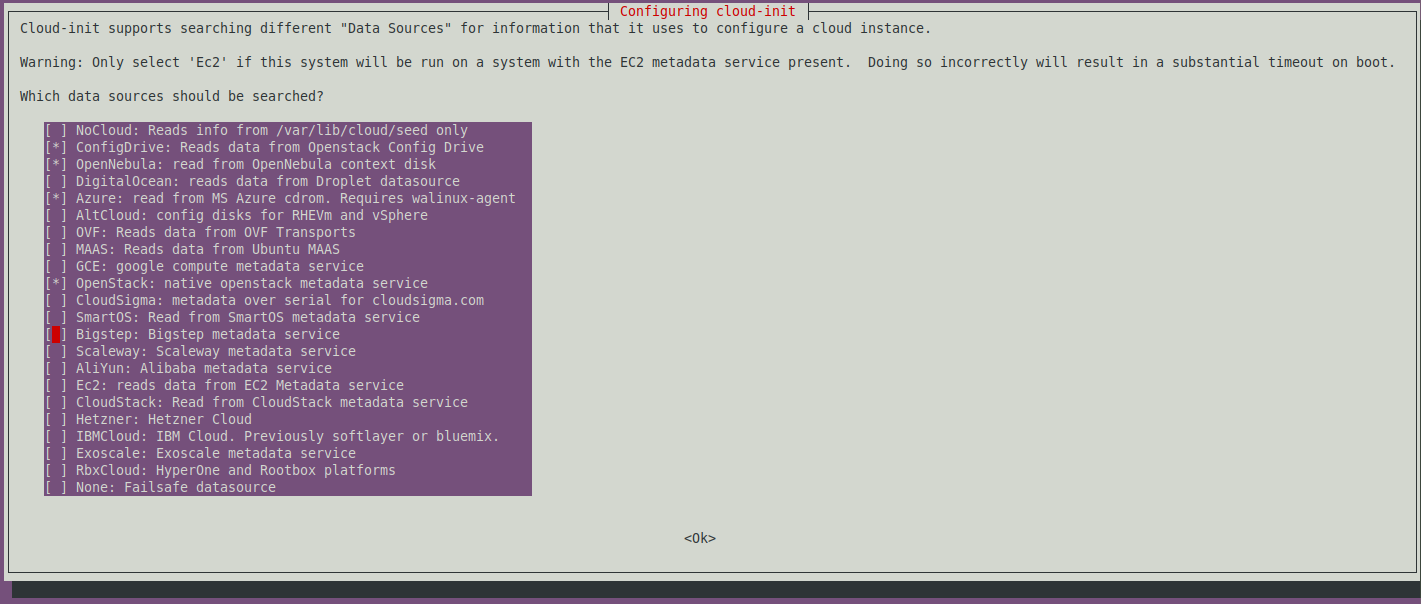 Configuring cloud-init
Cloud-init supports searching different "Data Sources" for information that it uses to configure a cloud instance.
Warning: Only select 'Ec2' if this system will be run on a system with the EC2 metadata service present.  Doing so incorrectly will result in a substantial timeout on boot.
Which data sources should be searched?
[ ] NoCloud: Reads info from /var/lib/cloud/seed only
[*] ConfigDrive: Reads data from Openstack Config Drive
[*] OpenNebula: read from OpenNebula context disk
[ ] DigitalOcean: reads data from Droplet datasource
[*] Azure: read from MS Azure cdrom. Requires walinux-agent
[ ] AltCloud: config disks for RHEVm and vSphere
[ ] OVF: Reads data from OVF Transports
[ ] MAAS: Reads data from Ubuntu MAAS
[ ] GCE: google compute metadata service
[*] OpenStack: native openstack metadata service
[ ] CloudSigma: metadata over serial for cloudsigma.com
[ ] SmartOS: Read from SmartOS metadata service
[ ] Bigstep: Bigstep metadata service
[ ] Scaleway: Scaleway metadata service
[ ] AliYun: Alibaba metadata service
[ ] Ec2: reads data from EC2 Metadata service
[ ] CloudStack: Read from CloudStack metadata service
[ ] Hetzner: Hetzner Cloud
[ ] IBMCloud: IBM Cloud. Previously softlayer or bluemix.
[ ] Exoscale: Exoscale metadata service
[ ] RbxCloud: HyperOne and Rootbox platforms
[ ] None: Failsafe datasource
<Ok>